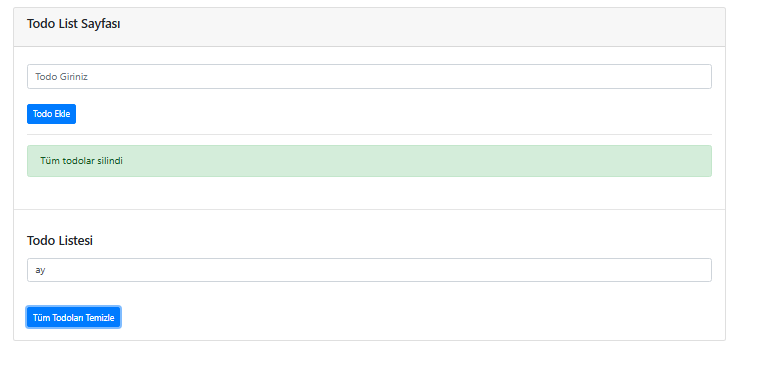 Todo List Sayfası
Todo Giriniz
Todo Ekle
Tüm todolar silindi
Todo Listesi
ay
Tüm Todoları Temizle